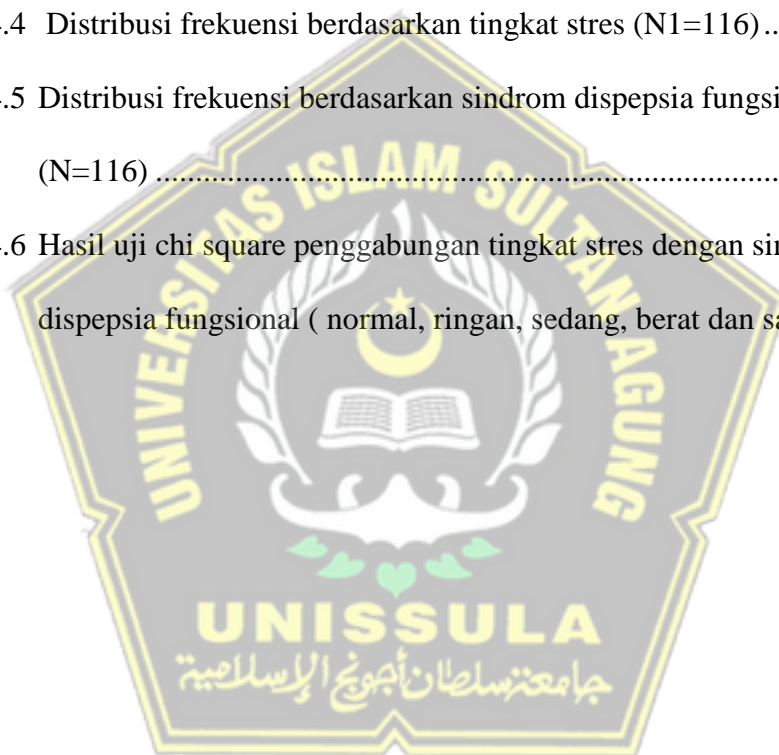 .4 Distribusi frekuensi berdasarkan tingkat stres (N1=116) ..
.5 Distribusi frekuensi berdasarkan sindrom dispepsia fungsi
(N=116) ............................................................................
.6 Hasil uji chi square penggabungan tingkat stres dengan sin
dispepsia fungsional ( normal, ringan, sedang, berat dan sa
UNIVERSITAS ISLAM SULTAN AGUNG
UNISSULA
جامعتسلطان أجونج الإسلامية